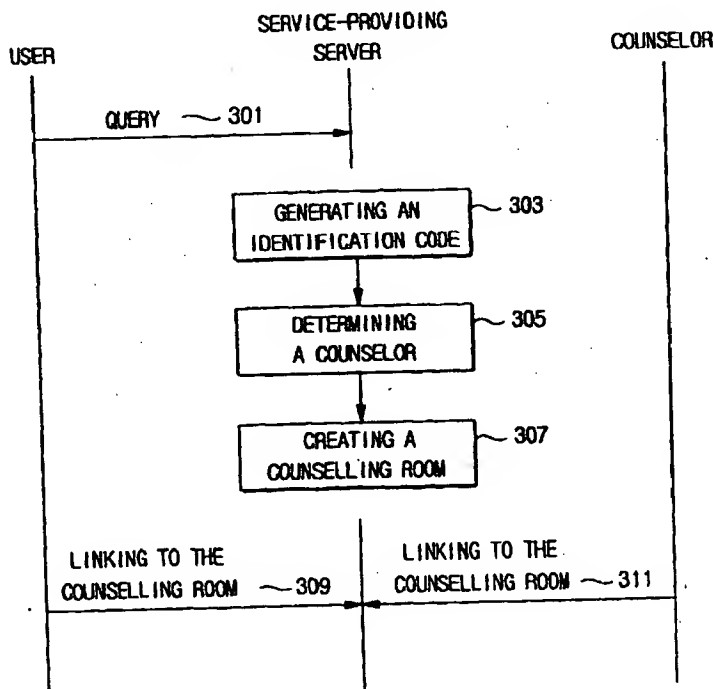 USER
SERVICE-PROVIDING
SERVER
COUNSELOR
QUERY 301
GENERATING AN
IDENTIFICATION CODE
303
DETERMINING
A COUNSELOR
305
CREATING A
COUNSELLING ROOM
307
LINKING TO THE
COUNSELLING ROOM 309
LINKING TO THE
COUNSELLING ROOM 311